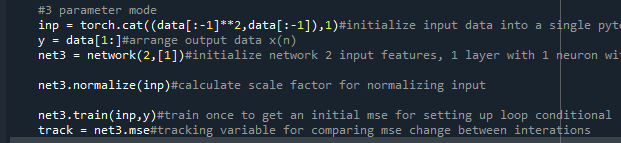 #3 parameter mode
inp = torch.cat((data[:-1]**2,data[:-1]),1)#initialize input data into a single
y = data[1:]#arrange output data x(n)
net3 = network(2,[1])#initialize network 2 input features, 1 layer with 1 neuron
net3.normalize(inp)#calculate scale factor for normalizing input
net3.train(inp,y)#train once to get an initial mse for setting up loop conditional
track = net3.mse#tracking variable for comparing mse change between interations